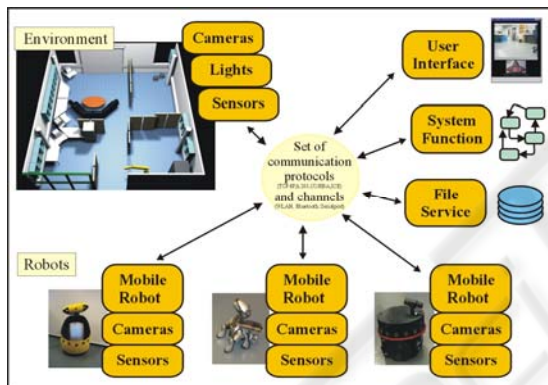 Environment
Cameras
Lights
Sensors
User
Interface
System
Function
File
Service
Set of
communication
protocols
and channels
Robots
Mobile
Robot
Cameras
Sensors
Mobile
Robot
Cameras
Sensors
Mobile
Robot
Cameras
Sensors